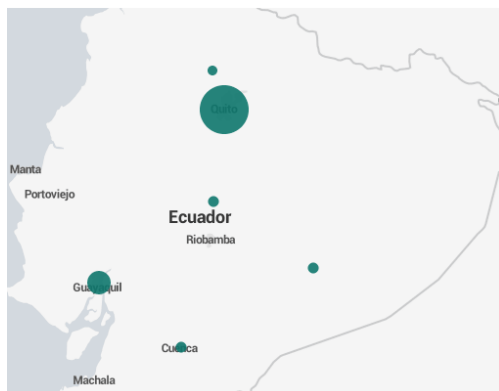 Quito
Manta
Portoviejo
Ecuador
Riobamba
Guayaquil
Cuenca
Machala